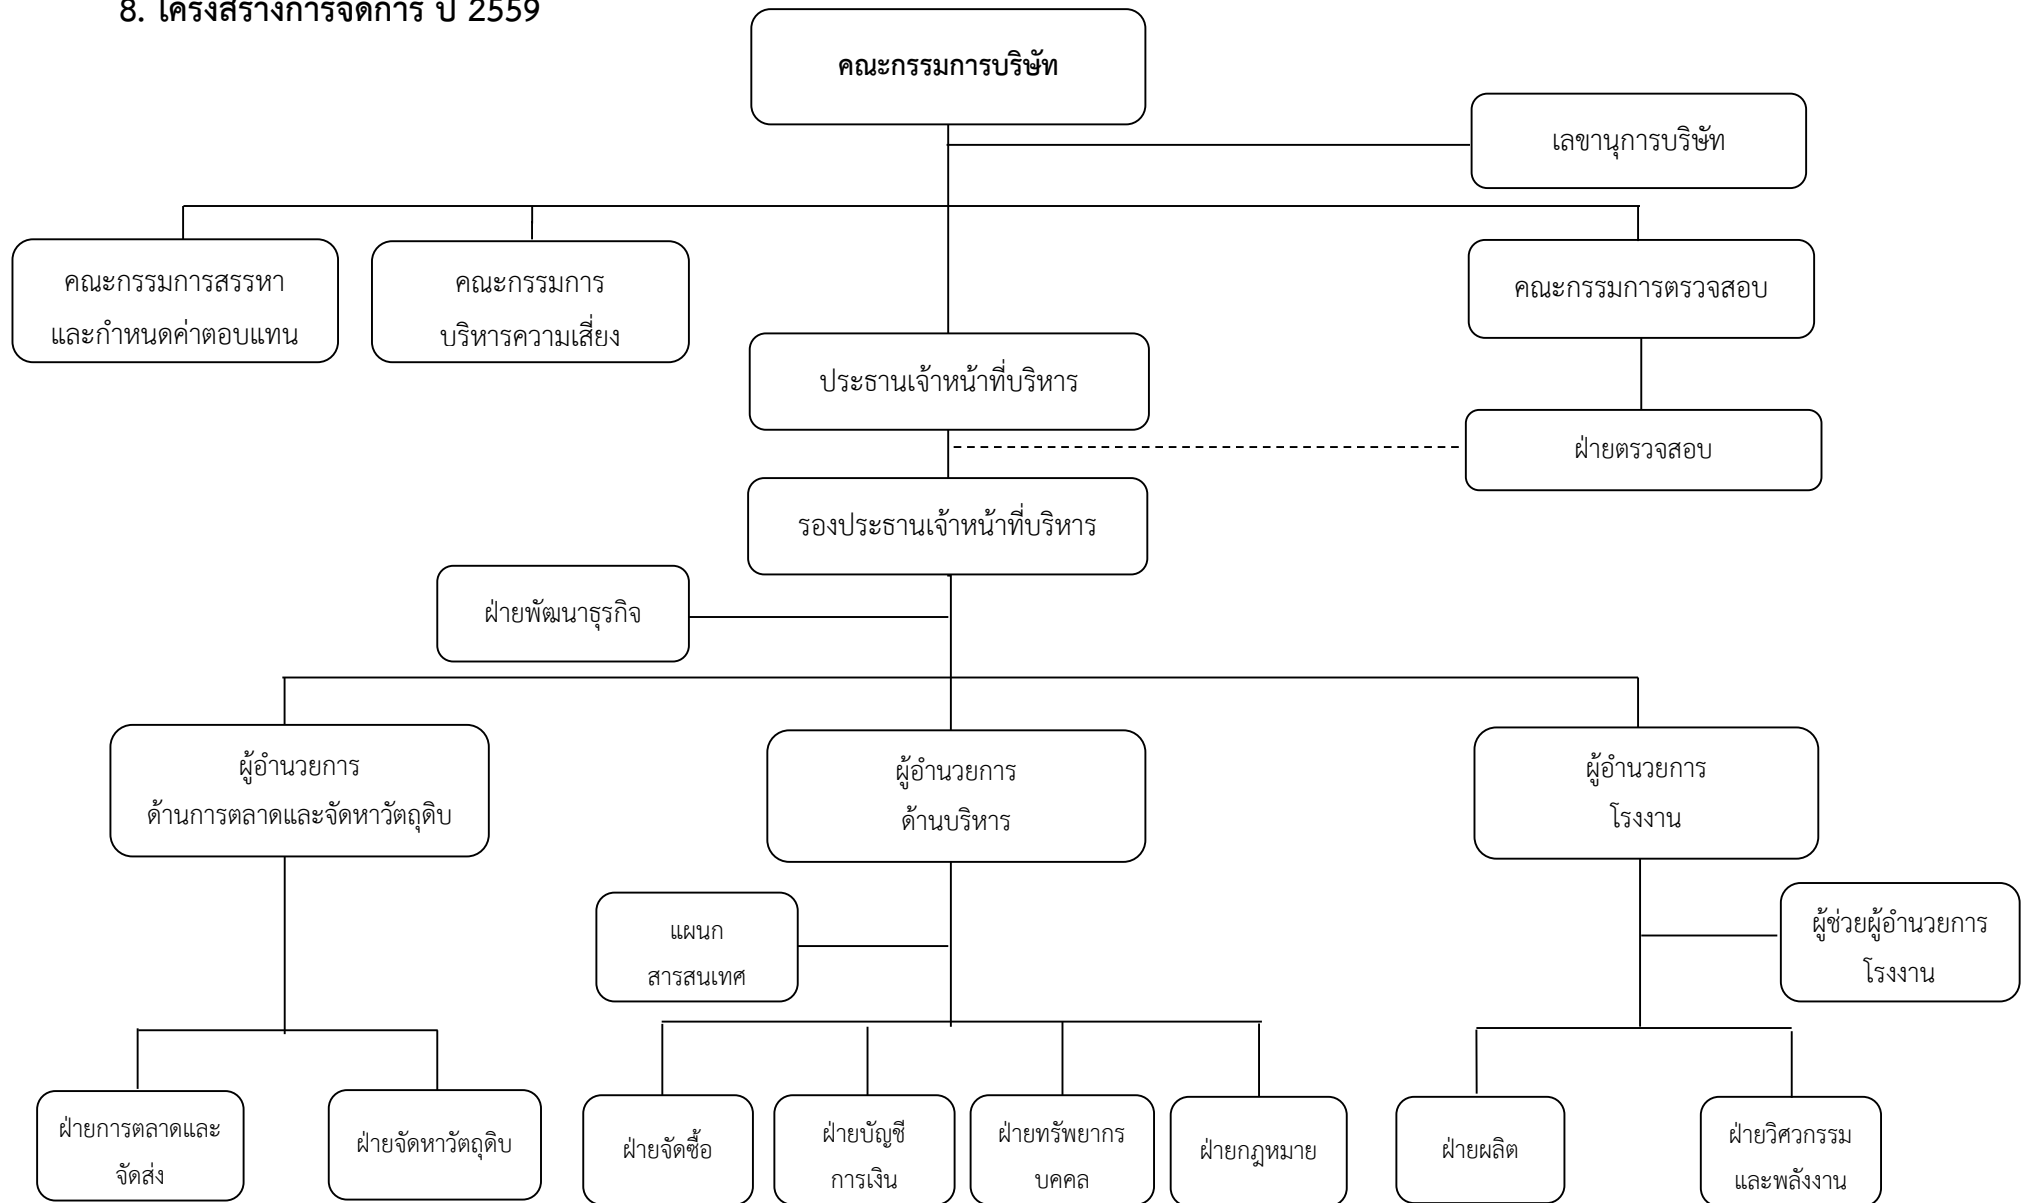 8. โครงสร้างการจัดการ ปี 2559
คณะกรรมการบริษัท
เลขานุการบริษัท
คณะกรรมการสรรหา
และกำหนดค่าตอบแทน
คณะกรรมการ
บริหารความเสี่ยง
คณะกรรมการตรวจสอบ
ประธานเจ้าหน้าที่บริหาร
ฝ่ายตรวจสอบ
รองประธานเจ้าหน้าที่บริหาร
ฝ่ายพัฒนาธุรกิจ
ผู้อำนวยการ
ด้านการตลาดและจัดหาวัตถุดิบ
ผู้อำนวยการ
ด้านบริหาร
ผู้อำนวยการ
โรงงาน
แผนก
สารสนเทศ
ผู้ช่วยผู้อำนวยการ
โรงงาน
ฝ่ายการตลาดและ
จัดส่ง
ฝ่ายจัดหาวัตถุดิบ
ฝ่ายจัดซื้อ
ฝ่ายบัญชี
การเงิน
ฝ่ายทรัพยากร
บุคคล
ฝ่ายกฎหมาย
ฝ่ายผลิต
ฝ่ายวิศวกรรม
และพลังงาน